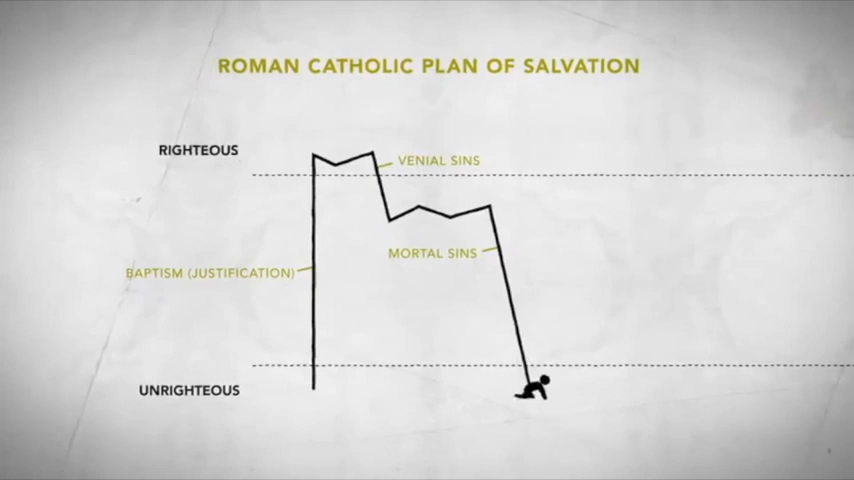 ROMAN CATHOLIC PLAN OF SALVATION
RIGHTEOUS
VENIAL SINS
MORTAL SINS
BAPTISM (JUSTIFICATION)
UNRIGHTEOUS